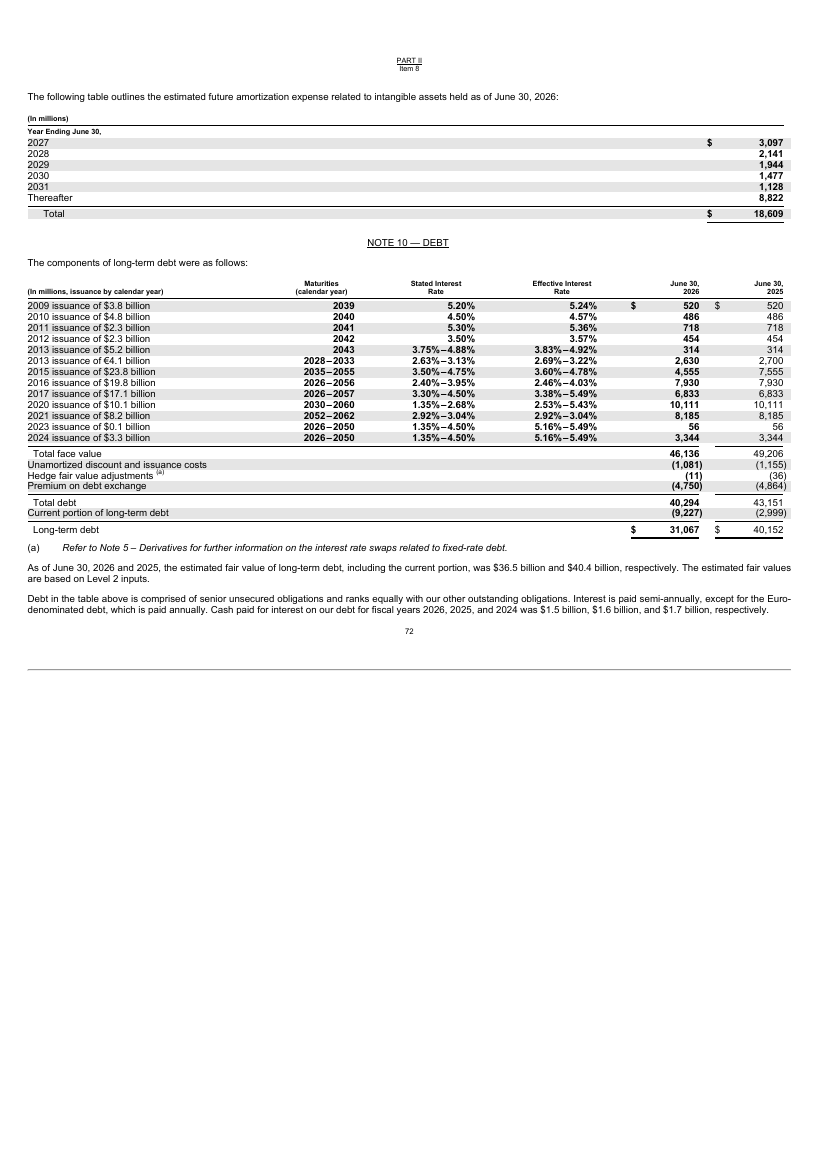 PART II
Item 8
The following table outlines the estimated future amortization expense related to intangible assets held as of June 30, 2026:
(In millions)
Year Ending June 30,
2027 $ 3,097
2028 2,141
2029 1,944
2030 1,477
2031 1,128
Thereafter 8,822
Total $ 18,609
NOTE 10 — DEBT
The components of long-term debt were as follows:
(In millions, issuance by calendar year) Maturities (calendar year) Stated Interest Rate Effective Interest Rate June 30, 2026 June 30, 2025
2009 issuance of $3.8 billion 2039 5.20% 5.24% $ 520 $ 520
2010 issuance of $4.8 billion 2040 4.50% 4.57% 486 486
2011 issuance of $2.3 billion 2041 5.30% 5.36% 718 718
2012 issuance of $2.3 billion 2042 3.50% 3.57% 454 454
2013 issuance of $5.2 billion 2043 3.75%–4.88% 3.83%–4.92% 314 314
2013 issuance of €4.1 billion 2028–2033 2.63%–3.13% 2.69%–3.22% 2,630 2,700
2015 issuance of $23.8 billion 2035–2055 3.50%–4.75% 3.60%–4.78% 4,555 7,555
2016 issuance of $19.8 billion 2026–2056 2.40%–3.95% 2.46%–4.03% 7,930 7,930
2017 issuance of $17.1 billion 2026–2057 3.30%–4.50% 3.38%–5.49% 6,833 6,833
2020 issuance of $10.1 billion 2030–2060 1.35%–2.68% 2.53%–5.43% 10,111 10,111
2021 issuance of $8.2 billion 2052–2062 2.92%–3.04% 2.92%–3.04% 8,185 8,185
2023 issuance of $0.1 billion 2026–2050 1.35%–4.50% 5.16%–5.49% 56 56
2024 issuance of $3.3 billion 2026–2050 1.35%–4.50% 5.16%–5.49% 3,344 3,344
Total face value 46,136 49,206
Unamortized discount and issuance costs (1,081) (1,155)
Hedge fair value adjustments (a) (11) (36)
Premium on debt exchange (4,750) (4,864)
Total debt 40,294 43,151
Current portion of long-term debt (9,227) (2,999)
Long-term debt $ 31,067 $ 40,152
(a) Refer to Note 5 – Derivatives for further information on the interest rate swaps related to fixed-rate debt.
As of June 30, 2026 and 2025, the estimated fair value of long-term debt, including the current portion, was $36.5 billion and $40.4 billion, respectively. The estimated fair values
are based on Level 2 inputs.
Debt in the table above is comprised of senior unsecured obligations and ranks equally with our other outstanding obligations. Interest is paid semi-annually, except for the Euro-
denominated debt, which is paid annually. Cash paid for interest on our debt for fiscal years 2026, 2025, and 2024 was $1.5 billion, $1.6 billion, and $1.7 billion, respectively.
72